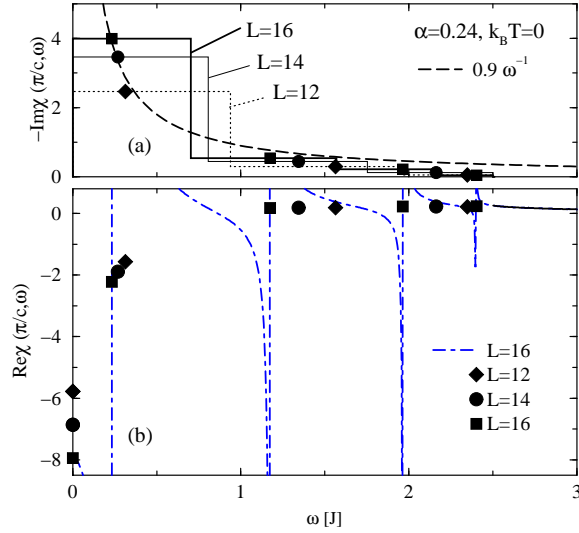 −Imχ (π/c,ω)
4
2
0
L=16
L=14
L=12
α=0.24, k_BT=0
0.9 ω⁻¹
(a)
Reχ (π/c,ω)
0
−2
−4
−6
−8
L=16
L=12
L=14
L=16
(b)
0 1 2 3
ω [J]